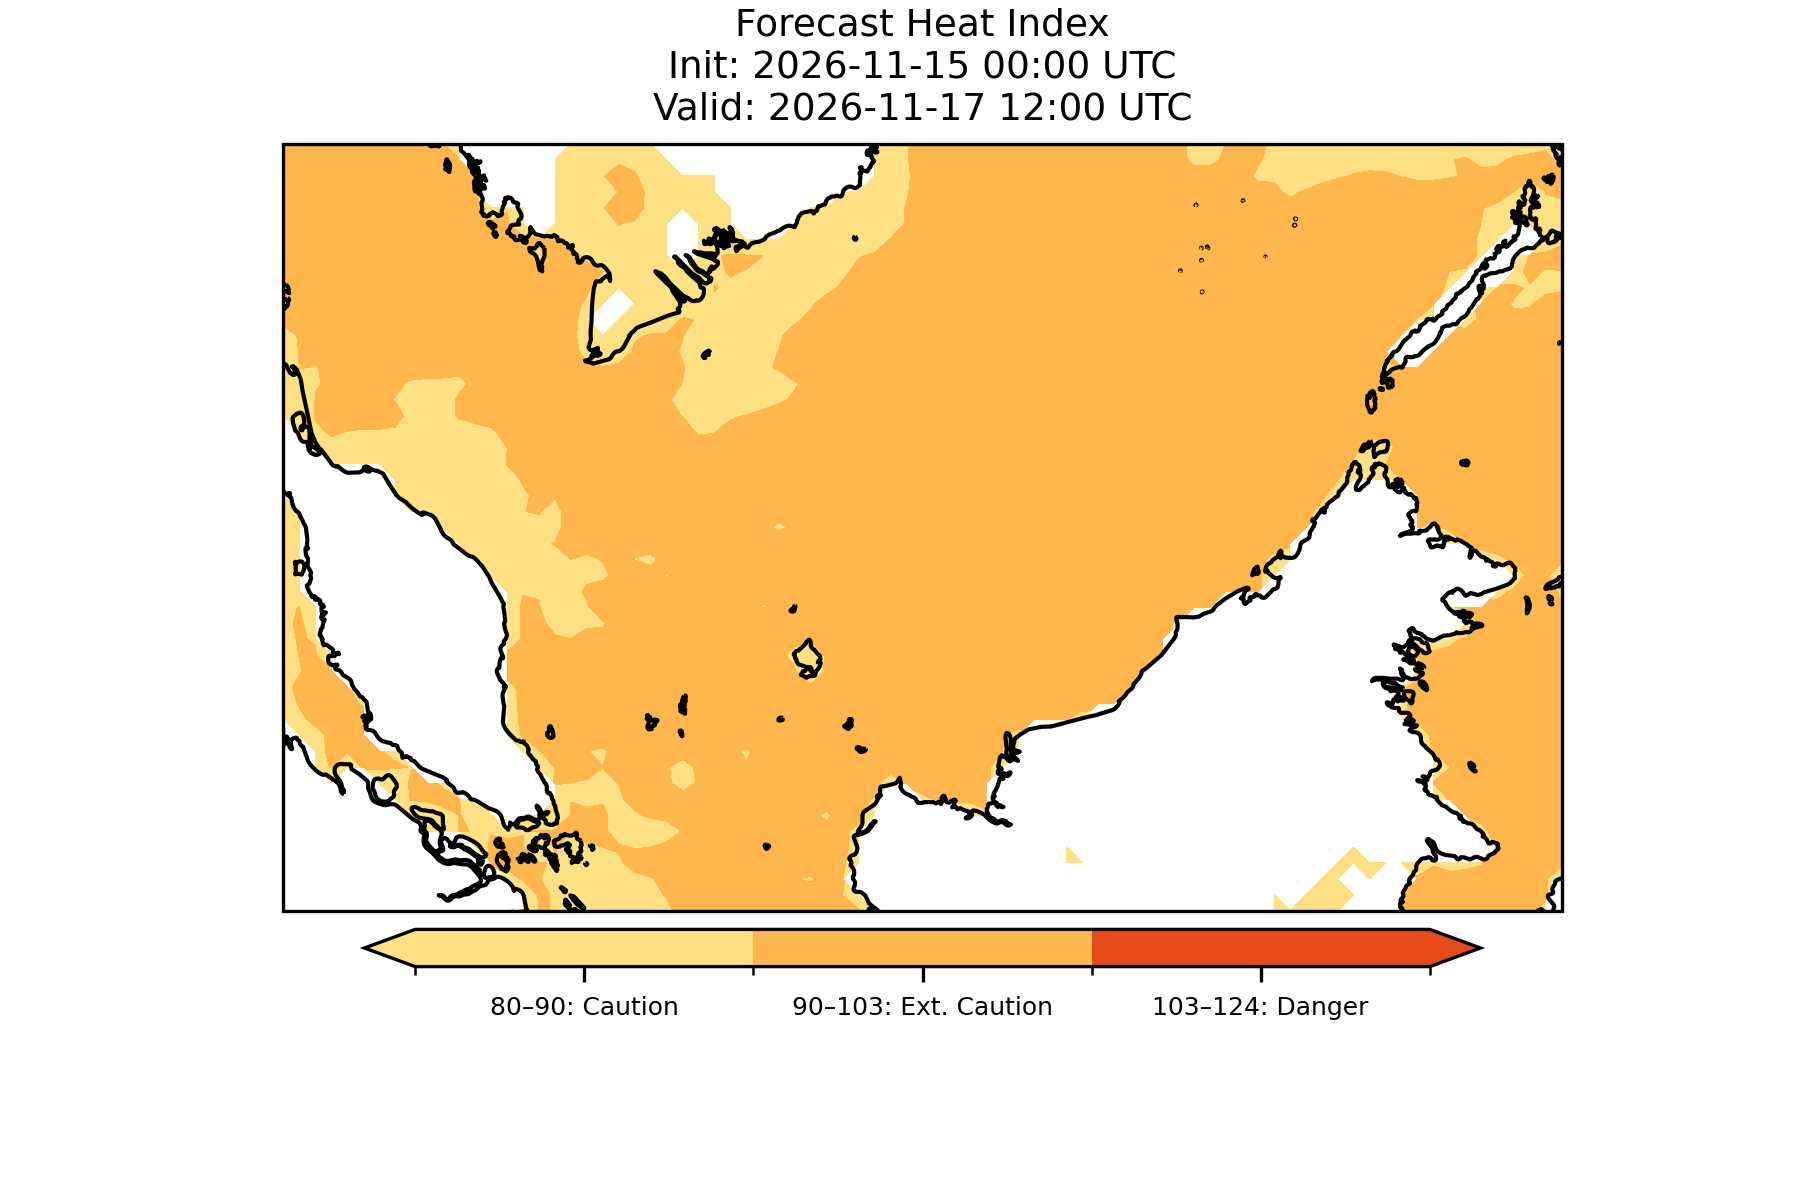 Forecast Heat Index
Init: 2026-11-15 00:00 UTC
Valid: 2026-11-17 12:00 UTC
80–90: Caution
90–103: Ext. Caution
103–124: Danger